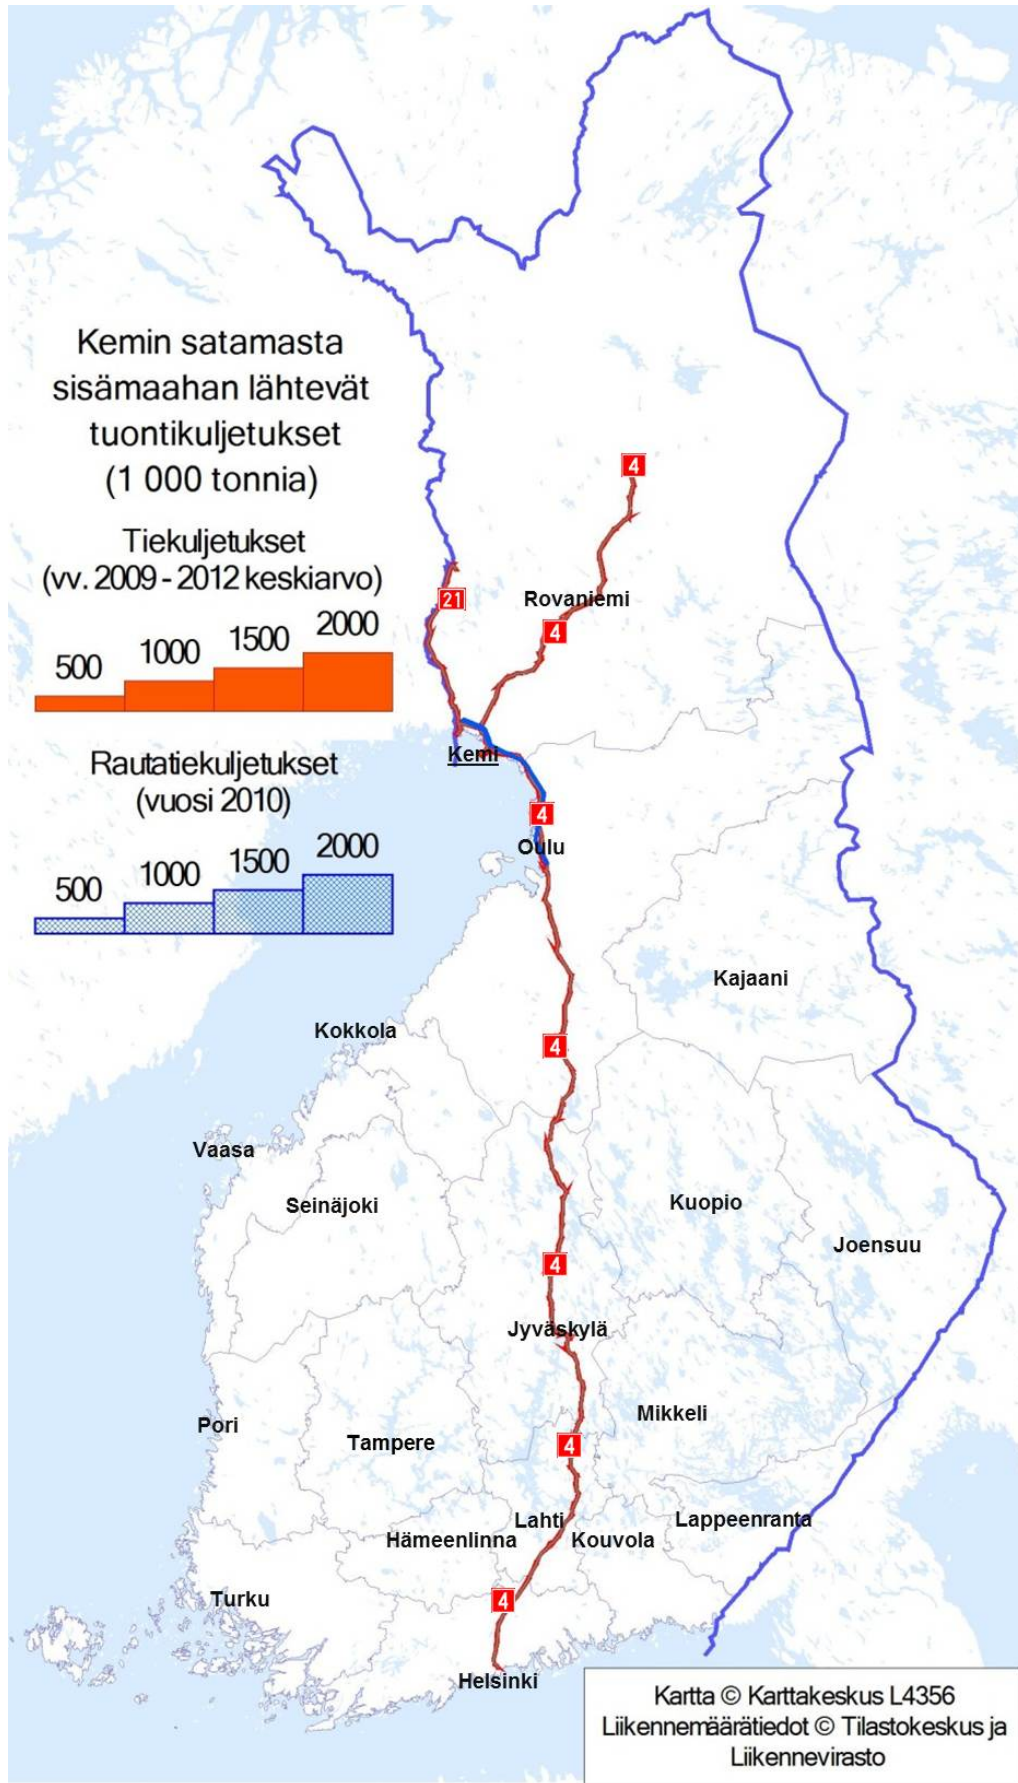 Kemin satamasta
sisämaahan lähtevät
tuontikuljetukset
(1 000 tonnia)
Tiekuljetukset
(vv. 2009 - 2012 keskiarvo)
500
1000
1500
2000
Rautatiekuljetukset
(vuosi 2010)
500
1000
1500
2000
4
21
Rovaniemi
4
Kemi
4
Oulu
Kajaani
Kokkola
4
Vaasa
Seinäjoki
Kuopio
Joensuu
4
Jyväskylä
Mikkeli
Pori
Tampere
4
Lahti
Lappeenranta
Hämeenlinna
Kouvola
Turku
4
Helsinki
Kartta © Karttakeskus L4356
Liikennemäärätiedot © Tilastokeskus ja
Liikennevirasto